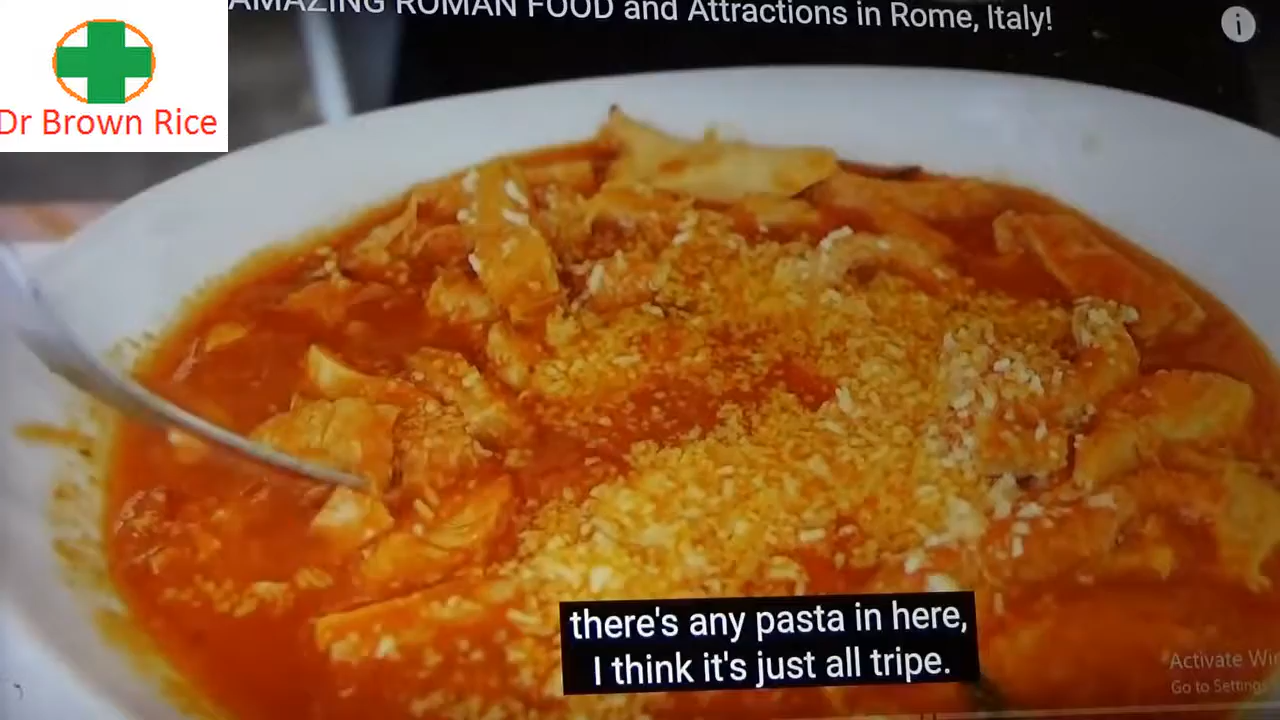 AMAZING ROMAN FOOD and Attractions in Rome, Italy!
i
Dr Brown Rice
there's any pasta in here,
I think it's just all tripe.
Activate Wi
Go to Settings